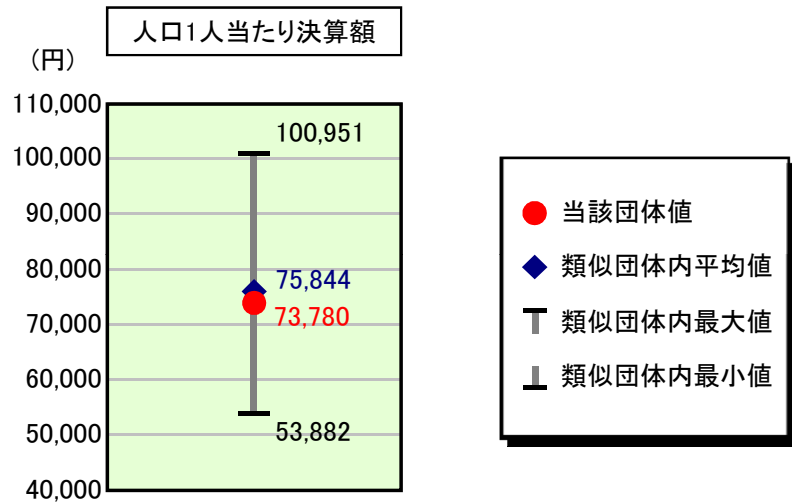 人口1人当たり決算額
(円)
110,000
100,000
90,000
80,000
70,000
60,000
50,000
40,000
100,951
75,844
73,780
53,882
当該団体値
類似団体内平均値
類似団体内最大値
類似団体内最小値